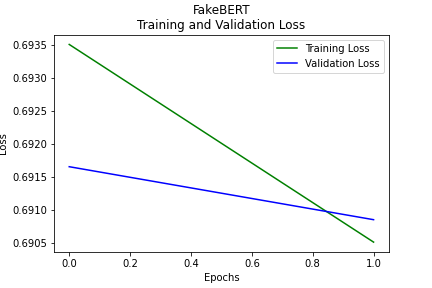 FakeBERT
Training and Validation Loss
Training Loss
Validation Loss
Loss
0.6935
0.6930
0.6925
0.6920
0.6915
0.6910
0.6905
0.0 0.2 0.4 0.6 0.8 1.0
Epochs